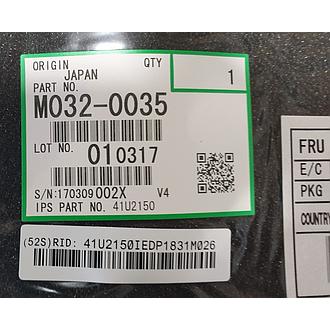 ORIGIN JAPAN QTY
PART NO. 1
M032-0035
LOT NO. 010317
S/N:170309002X V4
IPS PART NO. 41U2150
(52S)RID: 41U2150IEDP1831M026
FRU
E/C
PKG
COUNTRY